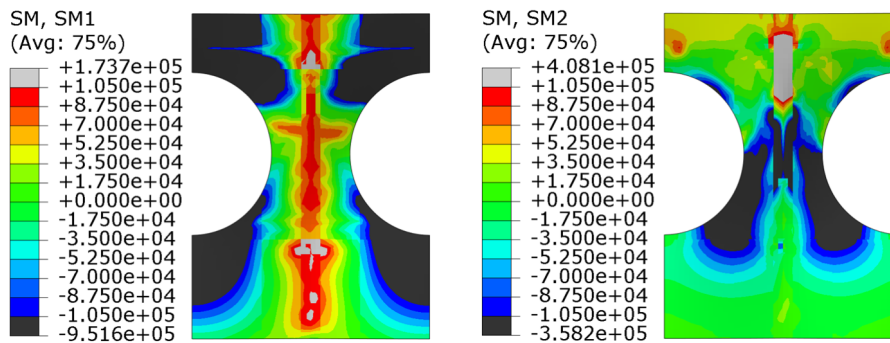 SM, SM1
(Avg: 75%)
+1.737e+05
+1.050e+05
+8.750e+04
+7.000e+04
+5.250e+04
+3.500e+04
+1.750e+04
+0.000e+00
-1.750e+04
-3.500e+04
-5.250e+04
-7.000e+04
-8.750e+04
-1.050e+05
-9.516e+05
SM, SM2
(Avg: 75%)
+4.081e+05
+1.050e+05
+8.750e+04
+7.000e+04
+5.250e+04
+3.500e+04
+1.750e+04
+0.000e+00
-1.750e+04
-3.500e+04
-5.250e+04
-7.000e+04
-8.750e+04
-1.050e+05
-3.582e+05